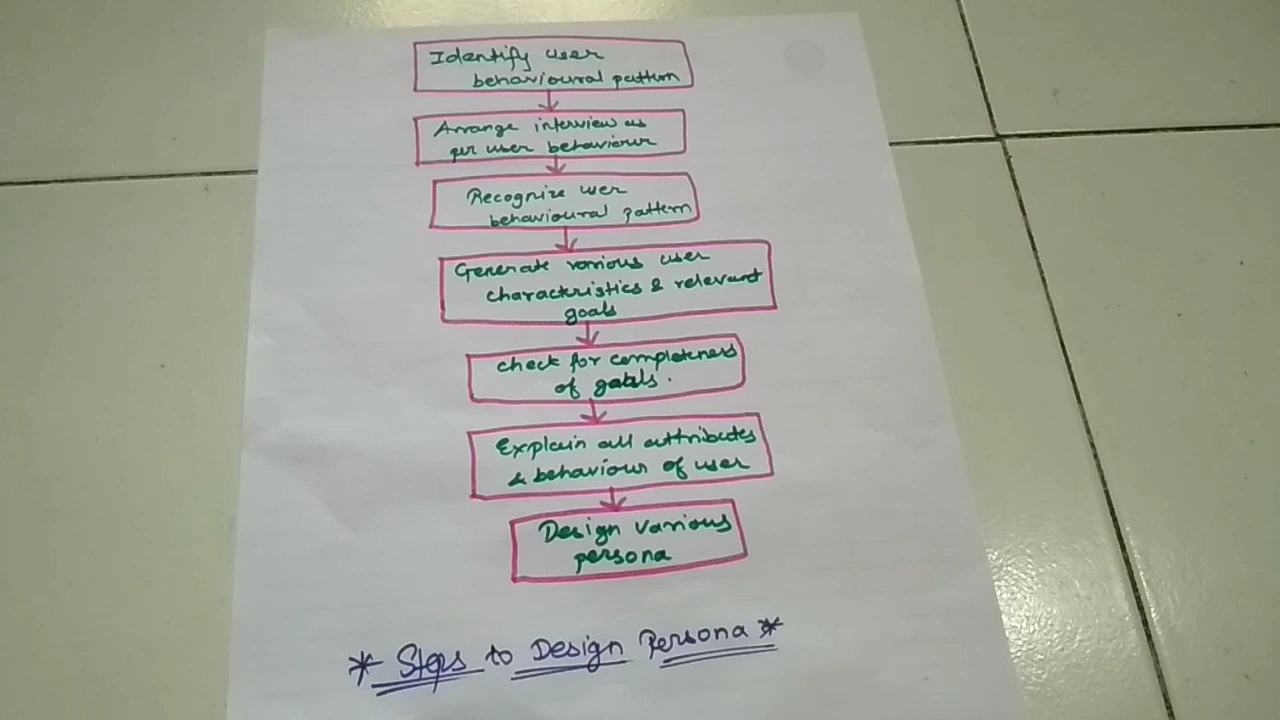 Identify user
behavioural pattern
Arrange interview as
per user behaviour
Recognize user
behavioural pattern
Generate various user
characteristics & relevant
goals
check for completeness
of goals.
Explain all attributes
& behaviour of user
Design various
persona
* Steps to Design Persona *